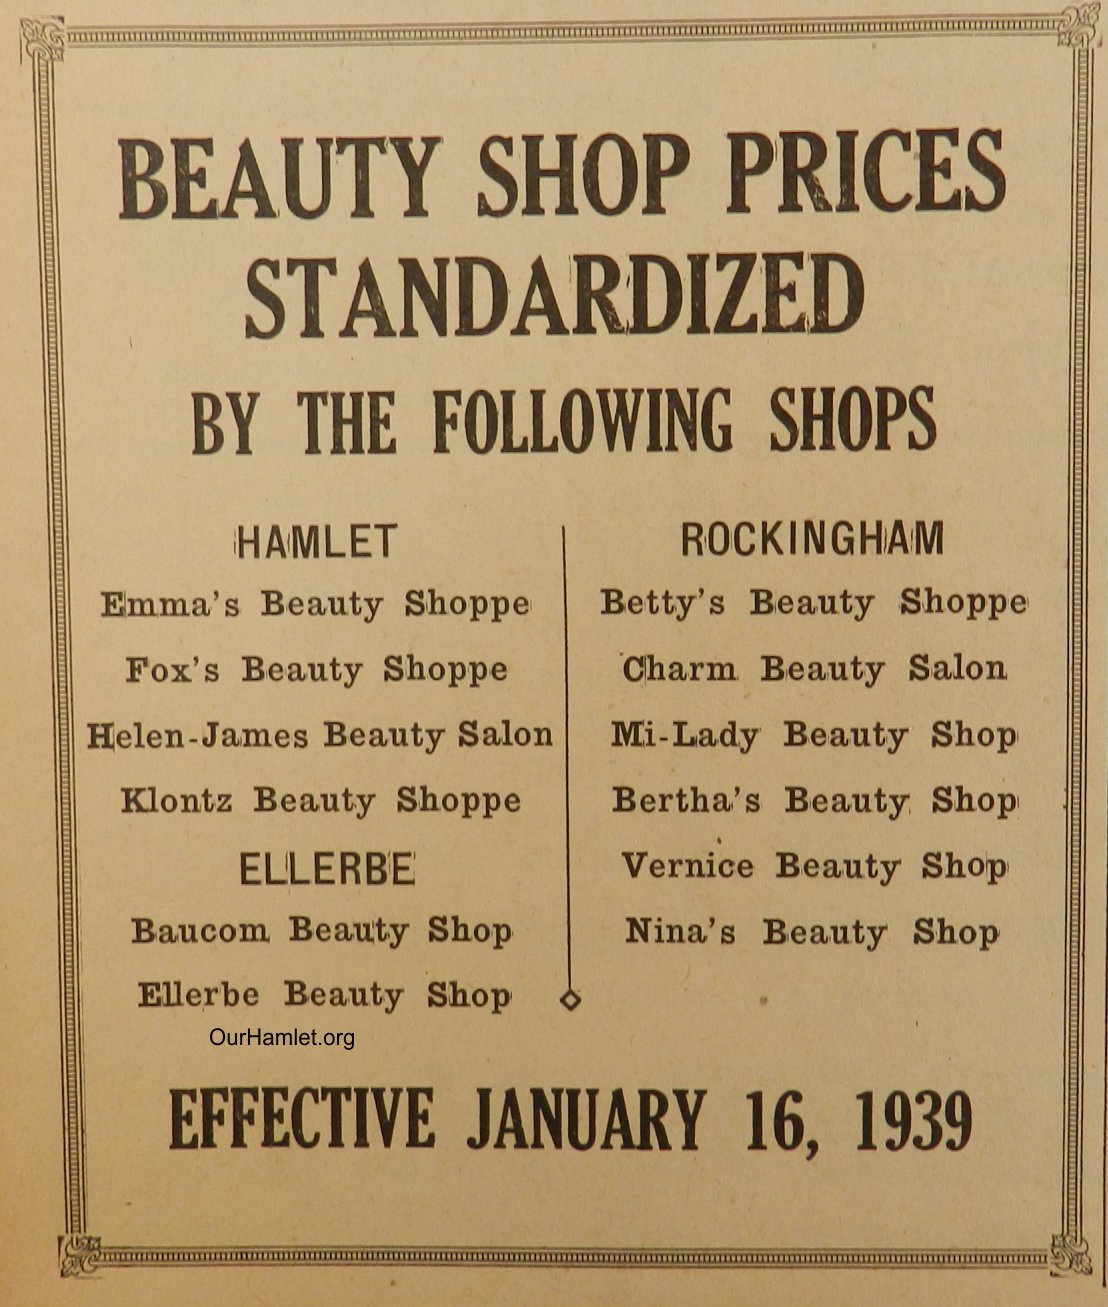 BEAUTY SHOP PRICES
STANDARDIZED
BY THE FOLLOWING SHOPS
HAMLET
Emma's Beauty Shoppe
Fox's Beauty Shoppe
Helen-James Beauty Salon
Klontz Beauty Shoppe
ELLERBE
Baucom Beauty Shop
Ellerbe Beauty Shop
OurHamlet.org
ROCKINGHAM
Betty's Beauty Shoppe
Charm Beauty Salon
Mi-Lady Beauty Shop
Bertha's Beauty Shop
Vernice Beauty Shop
Nina's Beauty Shop
EFFECTIVE JANUARY 16, 1939